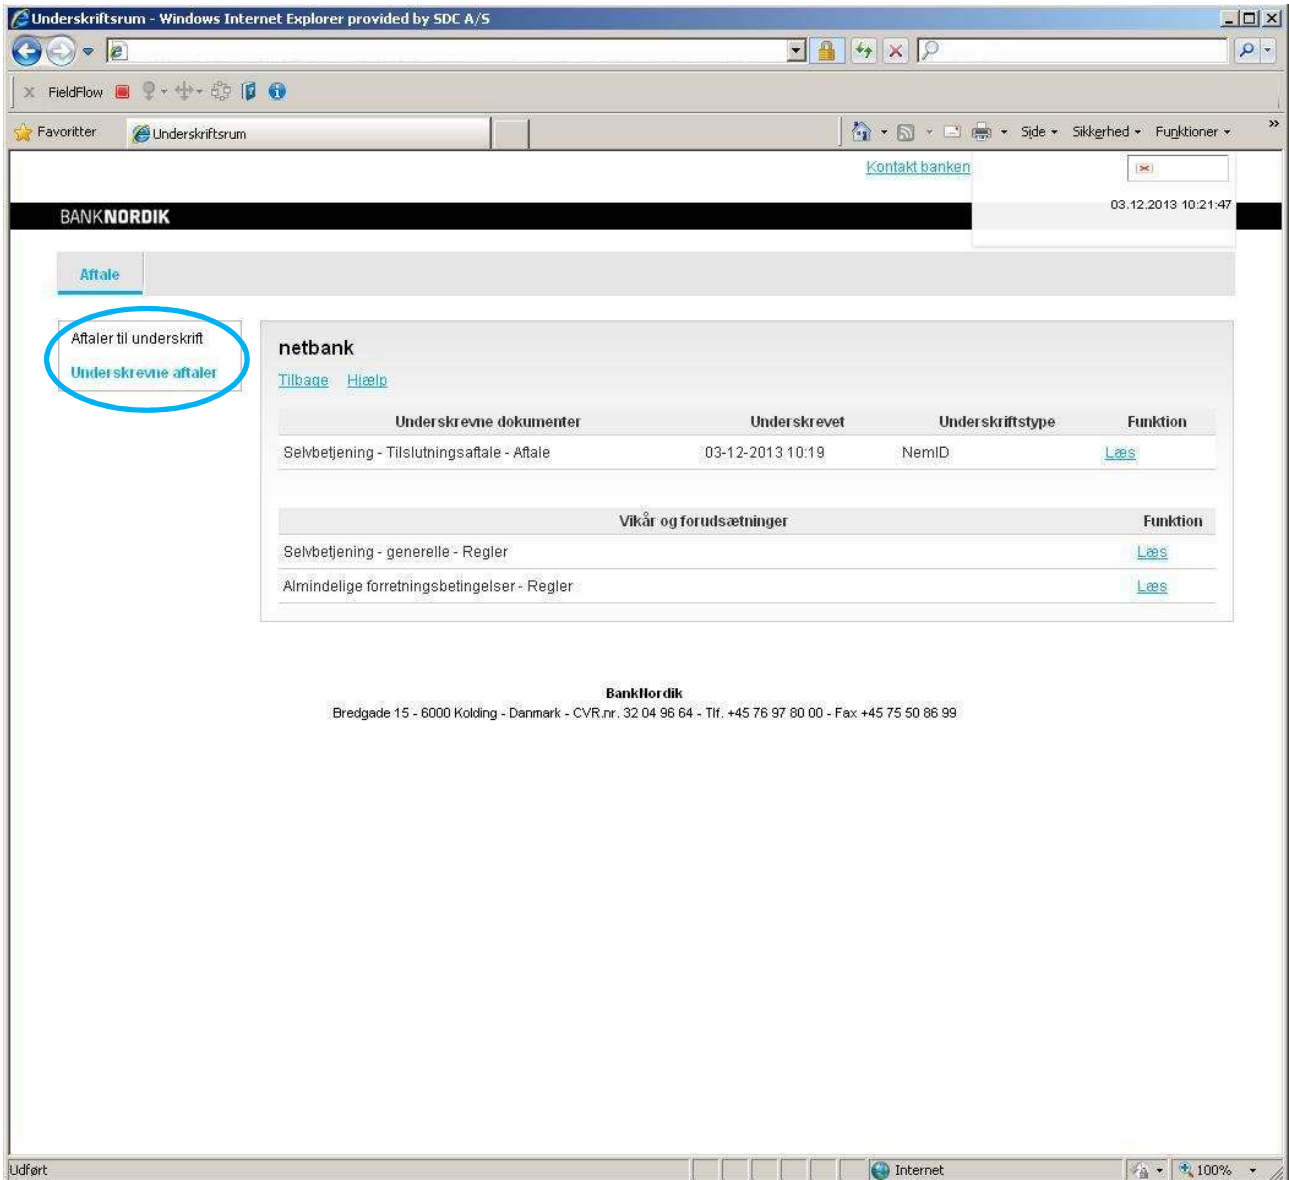 Underskriftsrum - Windows Internet Explorer provided by SDC A/S
FieldFlow
Favoritter Underskriftsrum Side Sikkerhed Funktioner »
Kontakt banken
03.12.2013 10:21:47
BANKNORDIK
Aftale
Aftaler til underskrift
Underskrevne aftaler
netbank
Tilbage Hjælp
Underskrevne dokumenter Underskrevet Underskriftstype Funktion
Selvbetjening - Tilslutningsaftale - Aftale 03-12-2013 10:19 NemID Læs
Vikår og forudsætninger Funktion
Selvbetjening - generelle - Regler Læs
Almindelige forretningsbetingelser - Regler Læs
BankNordik
Bredgade 15 - 6000 Kolding - Danmark - CVR.nr. 32 04 96 64 - Tlf. +45 76 97 80 00 - Fax +45 75 50 86 99
Udført Internet 100%